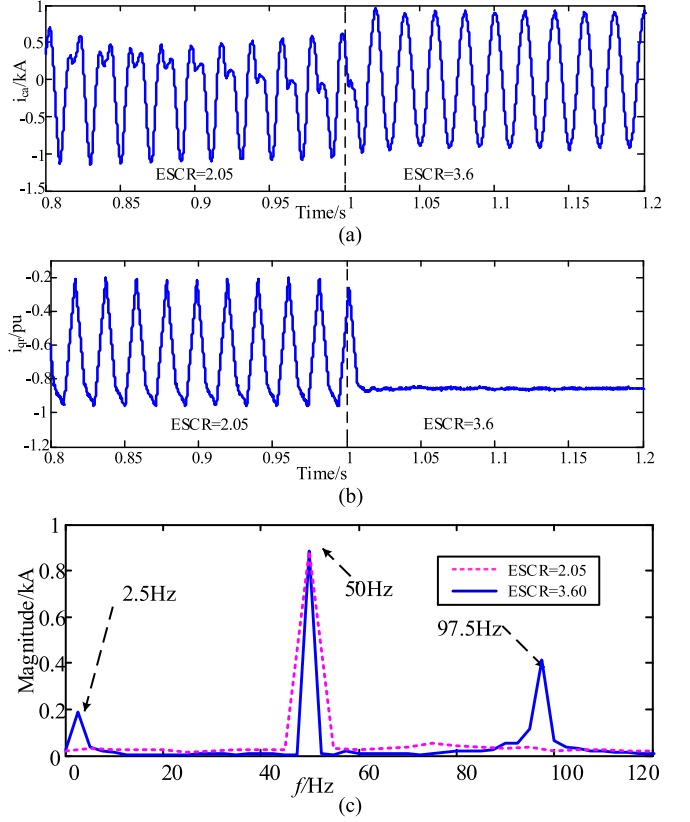 1
0.5
0
-0.5
-1
-1.5
i_ca/kA
ESCR=2.05
ESCR=3.6
0.8
0.85
0.9
0.95
1
1.05
1.1
1.15
1.2
Time/s
(a)
-0.2
-0.4
-0.6
-0.8
-1
-1.2
i_qr/pu
ESCR=2.05
ESCR=3.6
0.8
0.85
0.9
0.95
1
1.05
1.1
1.15
1.2
Time/s
(b)
1
0.8
0.6
0.4
0.2
0
Magnitude/kA
2.5Hz
50Hz
97.5Hz
ESCR=2.05
ESCR=3.60
0
20
40
60
80
100
120
f/Hz
(c)